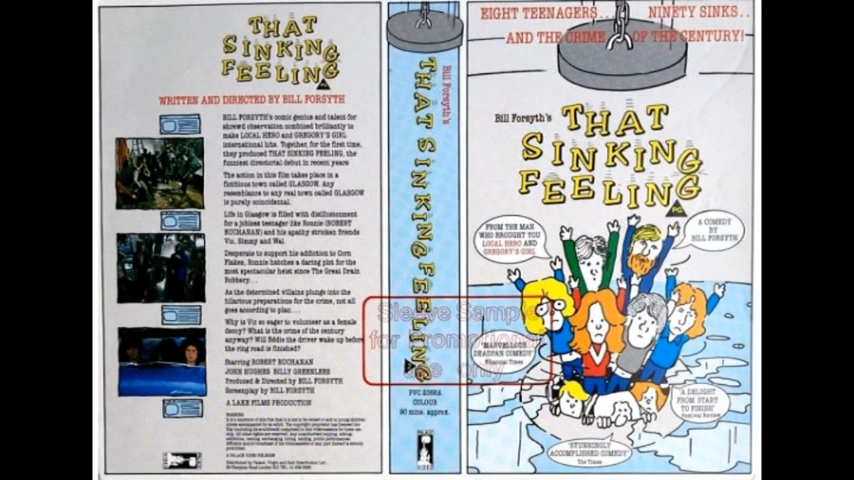 THAT
SINKING
FEELING
PG
WRITTEN AND DIRECTED BY BILL FORSYTH
BILL FORSYTH's comic genius and talent for
shrewd observation combined brilliantly to
make LOCAL HERO and GREGORY'S GIRL
international hits. Together, for the first time,
they produced THAT SINKING FEELING, the
funniest directorial debut in recent years
The action in this film takes place in a
fictitious town called GLASGOW. Any
resemblance to any real town called GLASGOW
is purely coincidental.
Life in Glasgow is filled with disillusionment
for a jobless teenager like Ronnie (ROBERT
BUCHANAN) and his apathy stricken friends
Vic, Simmy and Wal.
Desperate to support his addiction to Corn
Flakes, Ronnie hatches a daring plot for the
most spectacular heist since The Great Drain
Robbery...
As the determined villains plunge into the
hilarious preparations for the crime, not all
goes according to plan...
Why is Vic so eager to volunteer as a female
decoy? What is the crime of the century
anyway? Will Eddie the driver wake up before
the ring road is finished?
Starring ROBERT BUCHANAN
JOHN HUGHES BILLY GREENLEES
Produced & Directed by BILL FORSYTH
Screenplay by BILL FORSYTH
A LAKE FILMS PRODUCTION
WARNING
A PALACE VIDEO RELEASE
Bill Forsyth's
THAT SINKING FEELING
PVC 2066A
COLOUR
90 mins. approx.
EIGHT TEENAGERS... NINETY SINKS..
AND THE CRIME OF THE CENTURY!
Bill Forsyth's
THAT
SINKING
FEELING
PG
FROM THE MAN
WHO BROUGHT YOU
LOCAL HERO AND
GREGORY'S GIRL
A COMEDY
BY
BILL FORSYTH
'MARVELLOUS
DEADPAN COMEDY'
Financial Times
'A DELIGHT
FROM START
TO FINISH'
Festival Review
'STUNNINGLY
ACCOMPLISHED COMEDY'
The Times
Sleeve Sample
for Promotional
use only